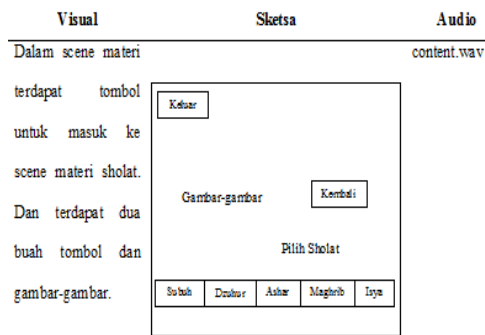 Visual Sketsa Audio
Dalam scene materi
terdapat tombol
untuk masuk ke
scene materi sholat.
Dan terdapat dua
buah tombol dan
gambar-gambar.
Keluar
Gambar-gambar
Kembali
Pilih Sholat
Subuh Dzuhur Ashar Maghrib Isya
content.wav